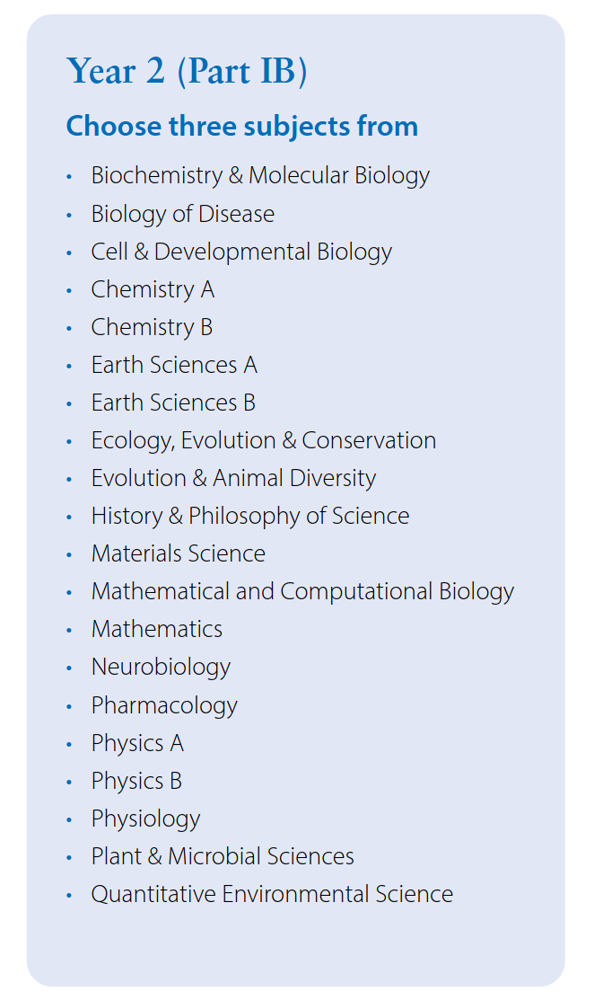 Year 2 (Part IB)
Choose three subjects from
• Biochemistry & Molecular Biology
• Biology of Disease
• Cell & Developmental Biology
• Chemistry A
• Chemistry B
• Earth Sciences A
• Earth Sciences B
• Ecology, Evolution & Conservation
• Evolution & Animal Diversity
• History & Philosophy of Science
• Materials Science
• Mathematical and Computational Biology
• Mathematics
• Neurobiology
• Pharmacology
• Physics A
• Physics B
• Physiology
• Plant & Microbial Sciences
• Quantitative Environmental Science